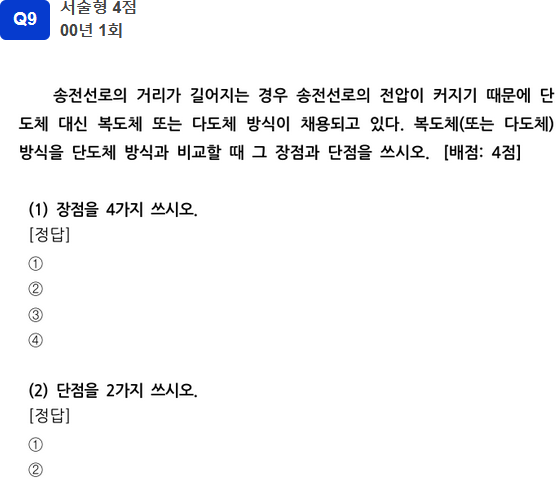 Q9
서술형 4점
00년 1회
송전선로의 거리가 길어지는 경우 송전선로의 전압이 커지기 때문에 단
도체 대신 복도체 또는 다도체 방식이 채용되고 있다. 복도체(또는 다도체)
방식을 단도체 방식과 비교할 때 그 장점과 단점을 쓰시오. [배점: 4점]
(1) 장점을 4가지 쓰시오.
[정답]
①
②
③
④
(2) 단점을 2가지 쓰시오.
[정답]
①
②